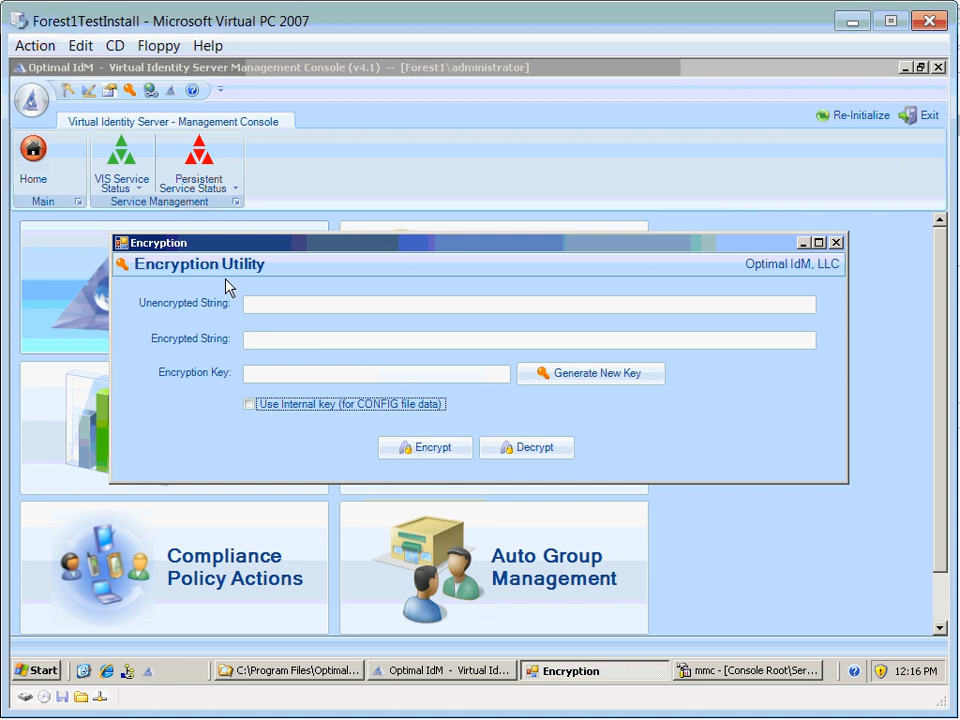 Forest1TestInstall - Microsoft Virtual PC 2007
Action Edit CD Floppy Help
Optimal IdM - Virtual Identity Server Management Console (v4.1) -- [Forest1\administrator]
Virtual Identity Server - Management Console
Re-Initialize Exit
Home
VIS Service
Status
Persistent
Service Status
Main
Service Management
Encryption
Encryption Utility
Optimal IdM, LLC
Unencrypted String:
Encrypted String:
Encryption Key:
Generate New Key
Use Internal key (for CONFIG file data)
Encrypt
Decrypt
Compliance
Policy Actions
Auto Group
Management
Start
C:\Program Files\Optimal...
Optimal IdM - Virtual Id...
Encryption
mmc - [Console Root\Ser...
12:16 PM